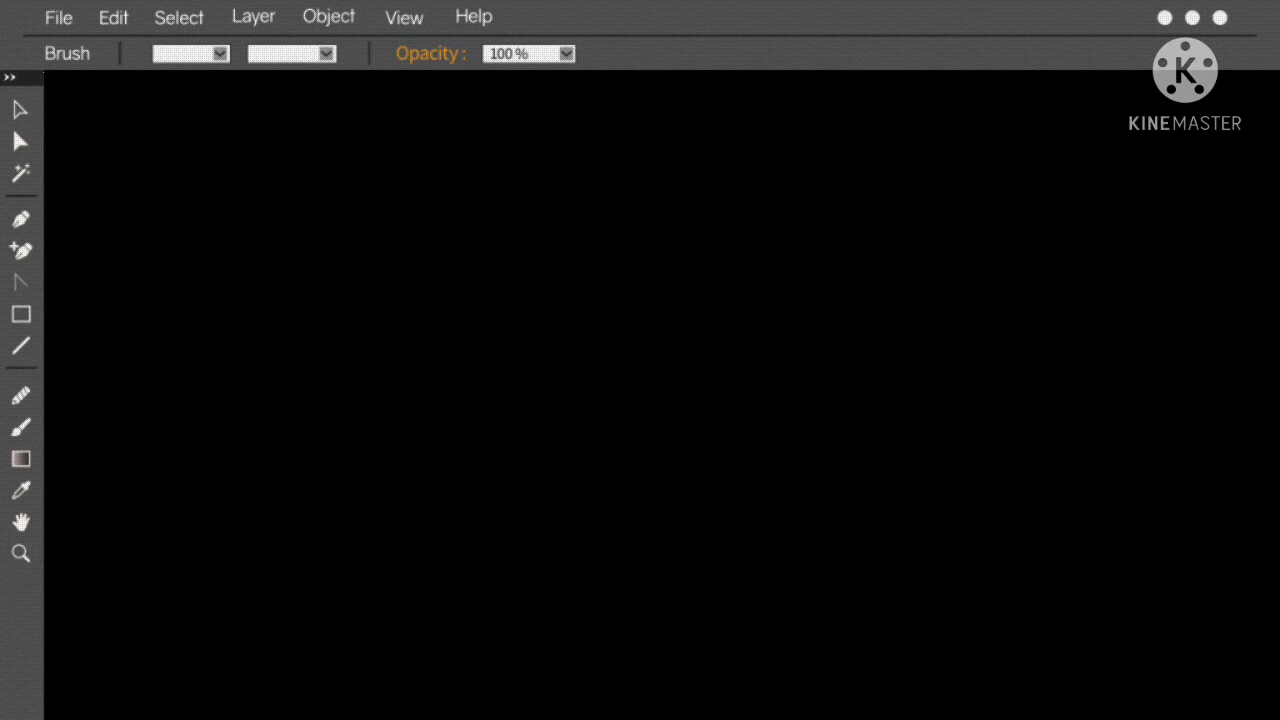 File Edit Select Layer Object View Help
Brush Opacity : 100 %
K
KINEMASTER